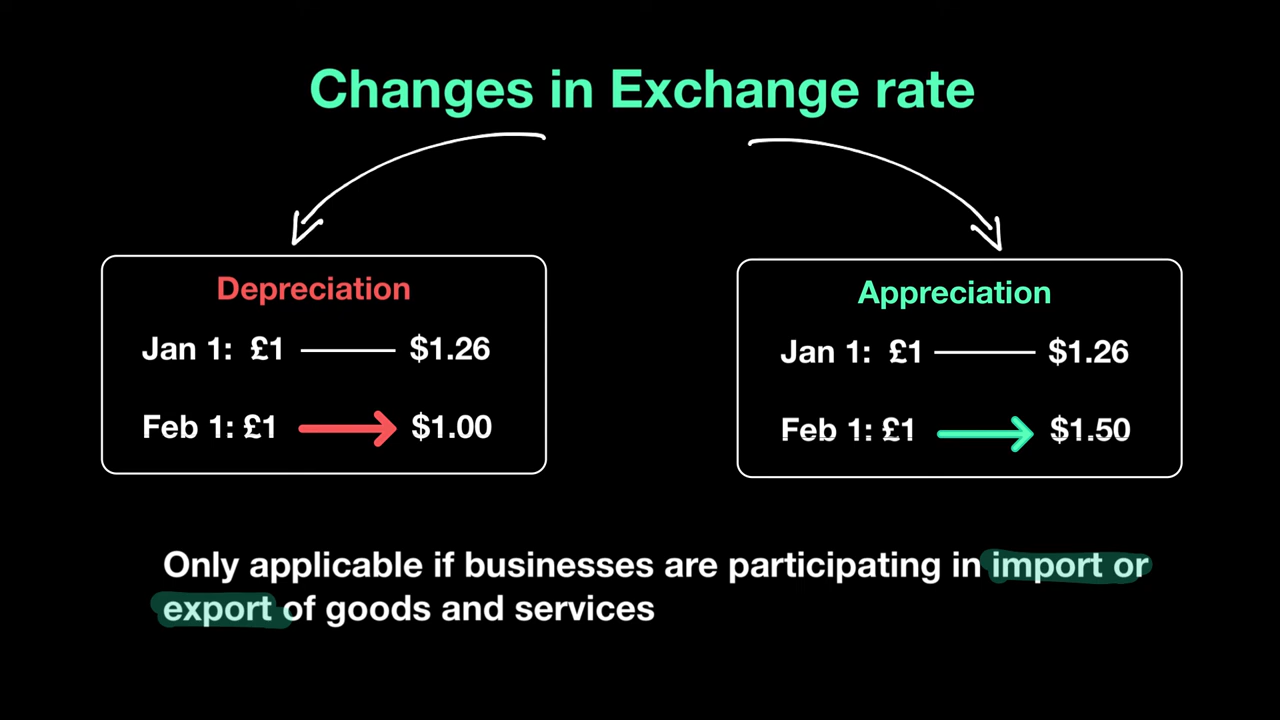 Changes in Exchange rate
Depreciation
Jan 1: £1 $1.26
Feb 1: £1 $1.00
Appreciation
Jan 1: £1 $1.26
Feb 1: £1 $1.50
Only applicable if businesses are participating in import or
export of goods and services